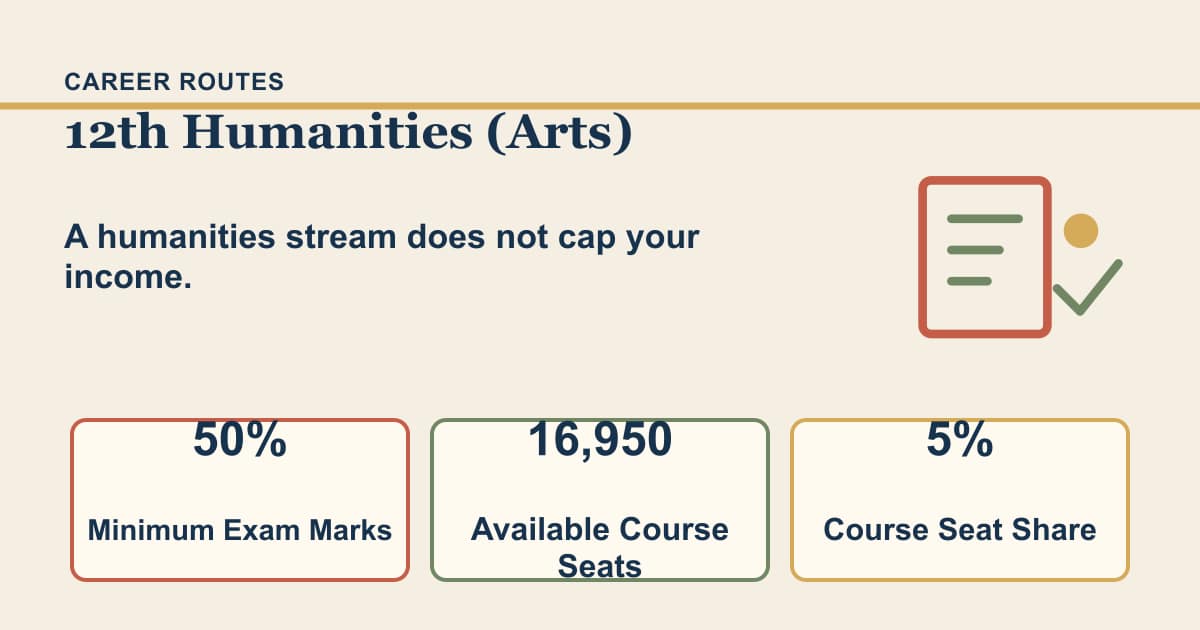 CAREER ROUTES
12th Humanities (Arts)
A humanities stream does not cap your
income.
50%
Minimum Exam Marks
16,950
Available Course
Seats
5%
Course Seat Share